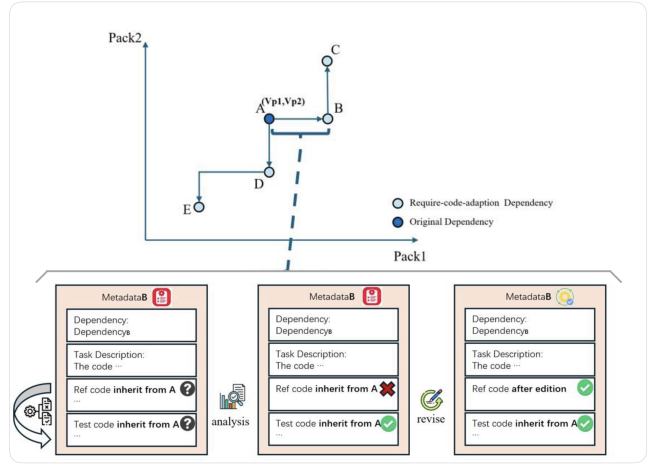 Pack2
C
(Vp1,Vp2)
A
B
D
E
Require-code-adaption Dependency
Original Dependency
Pack1
MetadataB
Dependency:
DependencyB
Task Description:
The code ...
Ref code inherit from A
...
Test code inherit from A
...
analysis
MetadataB
Dependency:
DependencyB
Task Description:
The code ...
Ref code inherit from A
...
Test code inherit from A
...
revise
MetadataB
Dependency:
DependencyB
Task Description:
The code ...
Ref code after edition
Test code inherit from A
...